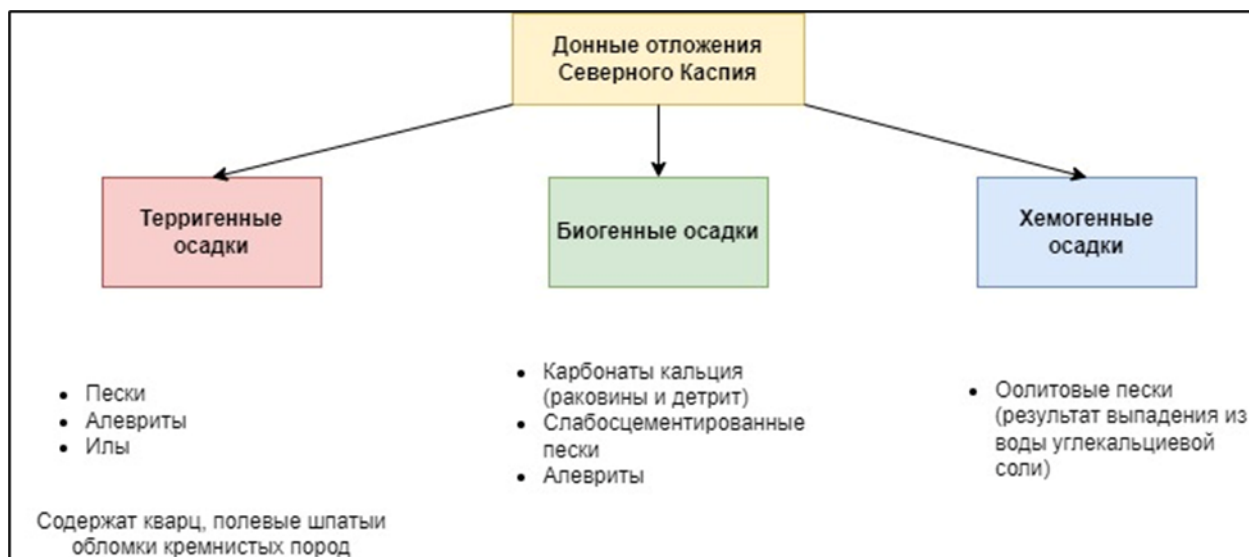 Донные отложения
Северного Каспия
Терригенные
осадки
Биогенные осадки
Хемогенные
осадки
• Пески
• Алевриты
• Илы
Содержат кварц, полевые шпатыи
обломки кремнистых пород
• Карбонаты кальция
(раковины и детрит)
• Слабосцементированные
пески
• Алевриты
• Оолитовые пески
(результат выпадения из
воды углекальциевой
соли)